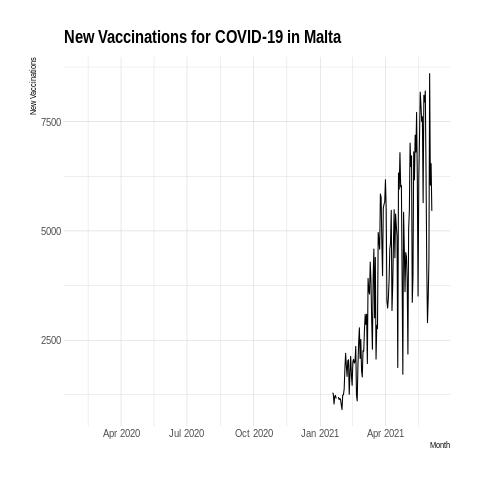 New Vaccinations for COVID-19 in Malta
New Vaccinations
7500
5000
2500
Apr 2020 Jul 2020 Oct 2020 Jan 2021 Apr 2021
Month